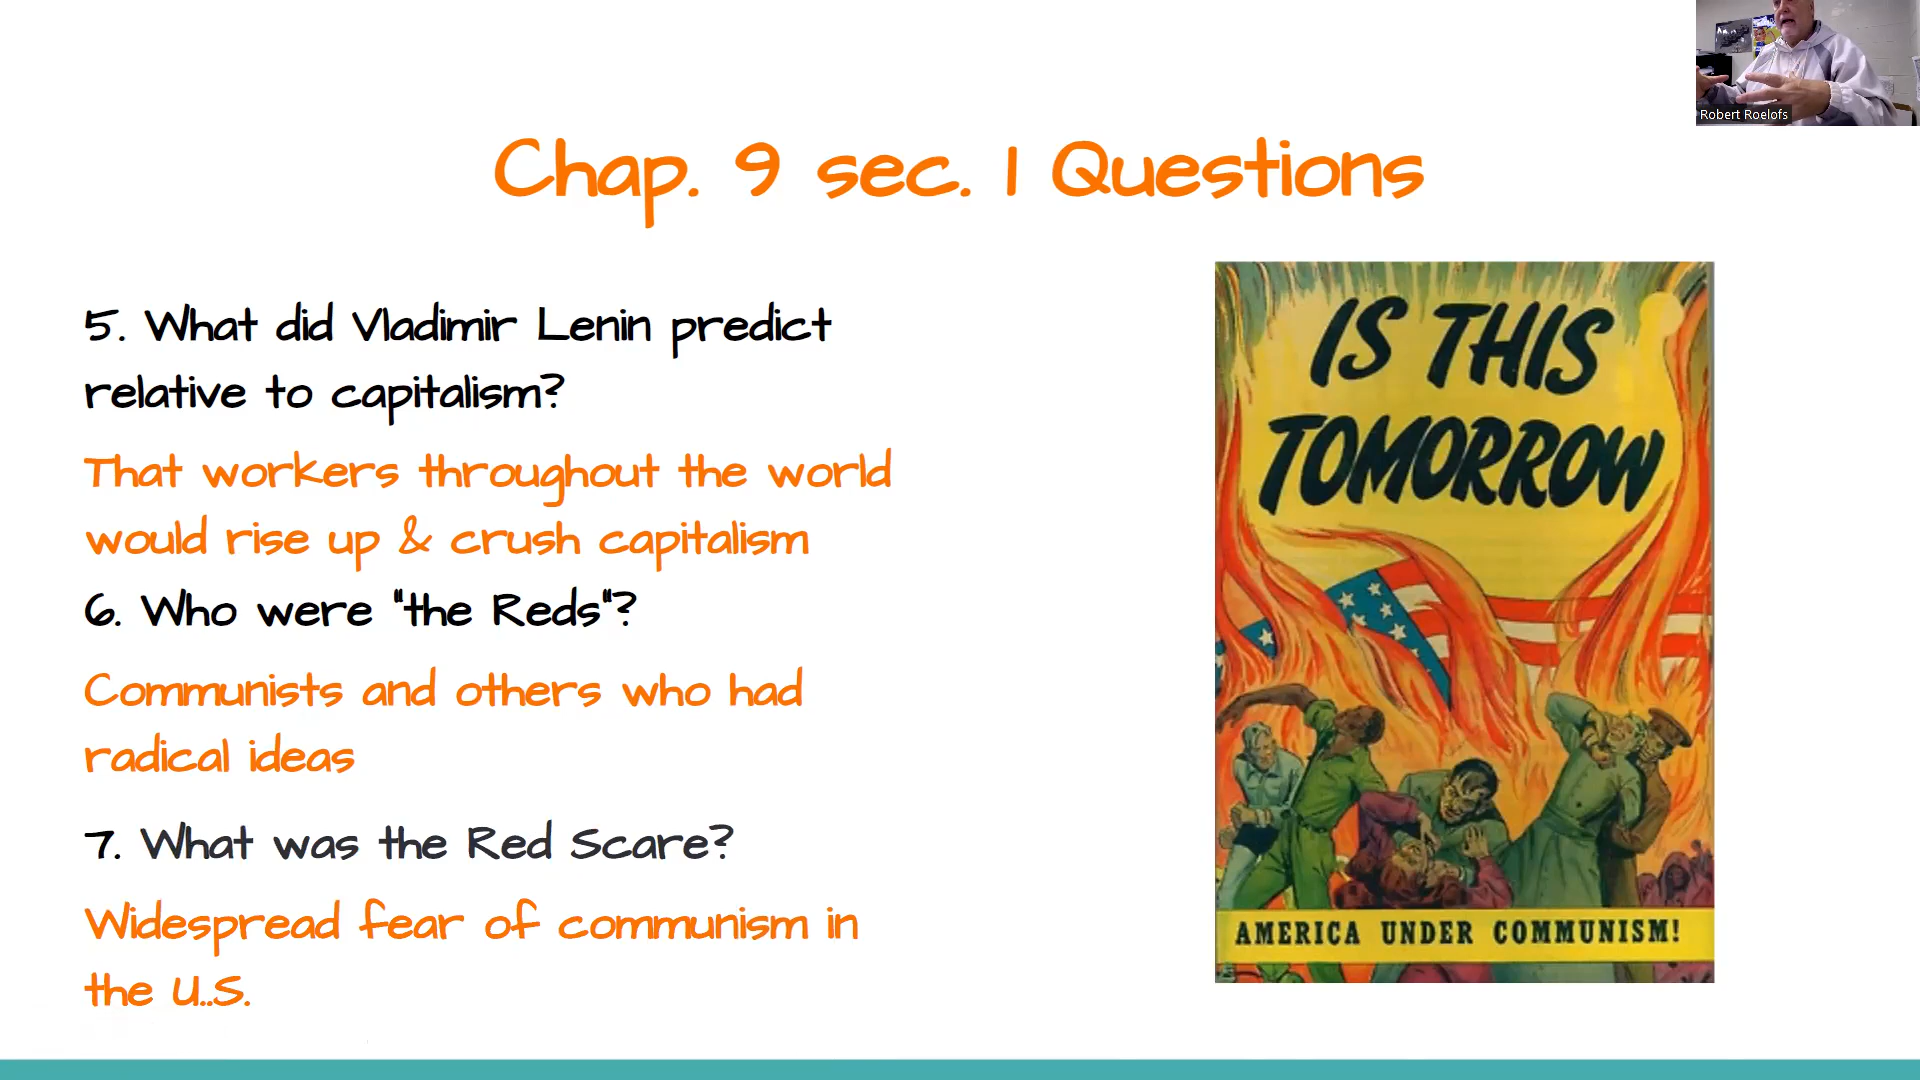 Robert Roelofs
Chap. 9 sec. 1 Questions
5. What did Vladimir Lenin predict
relative to capitalism?
That workers throughout the world
would rise up & crush capitalism
6. Who were "the Reds"?
Communists and others who had
radical ideas
7. What was the Red Scare?
Widespread fear of communism in
the U..S.
IS THIS
TOMORROW
AMERICA UNDER COMMUNISM!